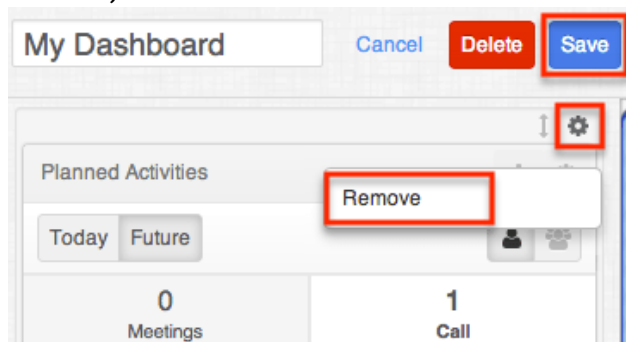 My Dashboard Cancel Delete Save
Planned Activities
Remove
Today Future
0 1
Meetings Call